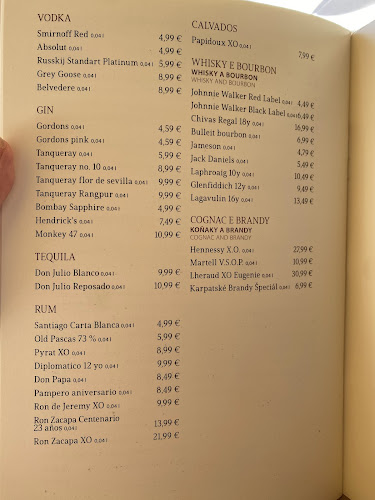 VODKA
Smirnoff Red 0,04 l 4,99 €
Absolut 0,04 l 4,99 €
Russkij Standart Platinum 0,04 l 5,99 €
Grey Goose 0,04 l 8,99 €
Belvedere 0,04 l 8,99 €
GIN
Gordons 0,04 l 4,59 €
Gordons pink 0,04 l 4,59 €
Tanqueray 0,04 l 5,99 €
Tanqueray no. 10 0,04 l 8,99 €
Tanqueray flor de sevilla 0,04 l 9,99 €
Tanqueray Rangpur 0,04 l 9,99 €
Bombay Sapphire 0,04 l 4,99 €
Hendrick's 0,04 l 7,49 €
Monkey 47 0,04 l 10,99 €
TEQUILA
Don Julio Blanco 0,04 l 9,99 €
Don Julio Reposado 0,04 l 10,99 €
RUM
Santiago Carta Blanca 0,04 l 4,99 €
Old Pascas 73 % 0,04 l 5,99 €
Pyrat XO 0,04 l 8,99 €
Diplomatico 12 yo 0,04 l 9,99 €
Don Papa 0,04 l 8,49 €
Pampero aniversario 0,04 l 8,49 €
Ron de Jeremy XO 0,04 l 9,99 €
Ron Zacapa Centenario
23 años 0,04 l 13,99 €
Ron Zacapa XO 0,04 l 21,99 €
CALVADOS
Papidoux XO 0,04 l 7,99 €
WHISKY E BOURBON
WHISKY A BOURBON
WHISKY AND BOURBON
Johnnie Walker Red Label 0,04 l 4,49 €
Johnnie Walker Black Label 0,04 l 6,49 €
Chivas Regal 18y 0,04 l 16,99 €
Bulleit bourbon 0,04 l 6,99 €
Jameson 0,04 l 4,79 €
Jack Daniels 0,04 l 5,49 €
Laphroaig 10y 0,04 l 10,49 €
Glenfiddich 12y 0,04 l 9,49 €
Lagavulin 16y 0,04 l 13,49 €
COGNAC E BRANDY
KOŇAKY A BRANDY
COGNAC AND BRANDY
Hennessy X.O. 0,04 l 27,99 €
Martell V.S.O.P. 0,04 l 10,99 €
Lheraud XO Eugenie 0,04 l 30,99 €
Karpatské Brandy Špeciál 0,04 l 6,99 €